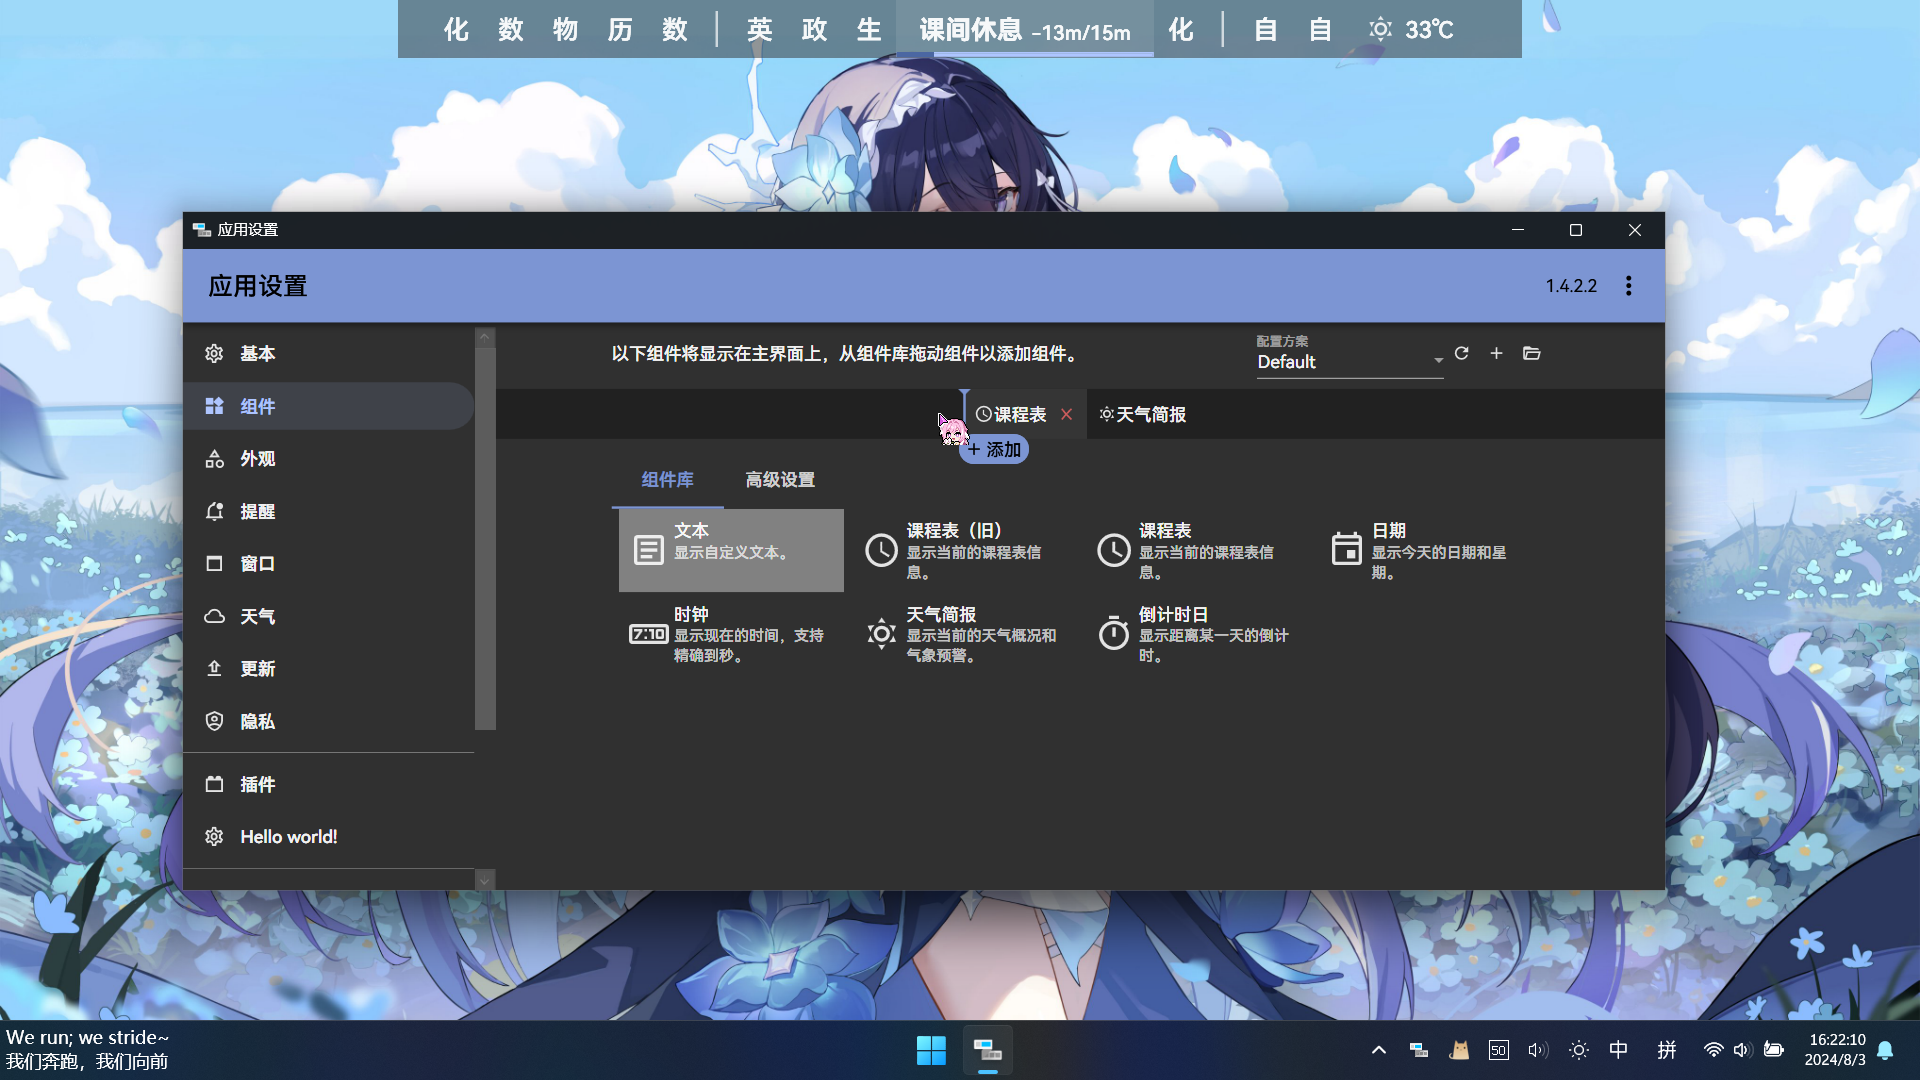 化 数 物 历 数 | 英 政 生 课间休息 -13m/15m 化 | 自 自 33℃
应用设置
应用设置
1.4.2.2
基本
组件
外观
提醒
窗口
天气
更新
隐私
插件
Hello world!
以下组件将显示在主界面上，从组件库拖动组件以添加组件。
配置方案
Default
课程表
天气简报
+ 添加
组件库
高级设置
文本
显示自定义文本。
课程表（旧）
显示当前的课程表信
息。
课程表
显示当前的课程表信
息。
日期
显示今天的日期和星
期。
7:10
时钟
显示现在的时间，支持
精确到秒。
天气简报
显示当前的天气概况和
气象预警。
倒计时日
显示距离某一天的倒计
时。
We run; we stride~
我们奔跑，我们向前
50
中
拼
16:22:10
2024/8/3